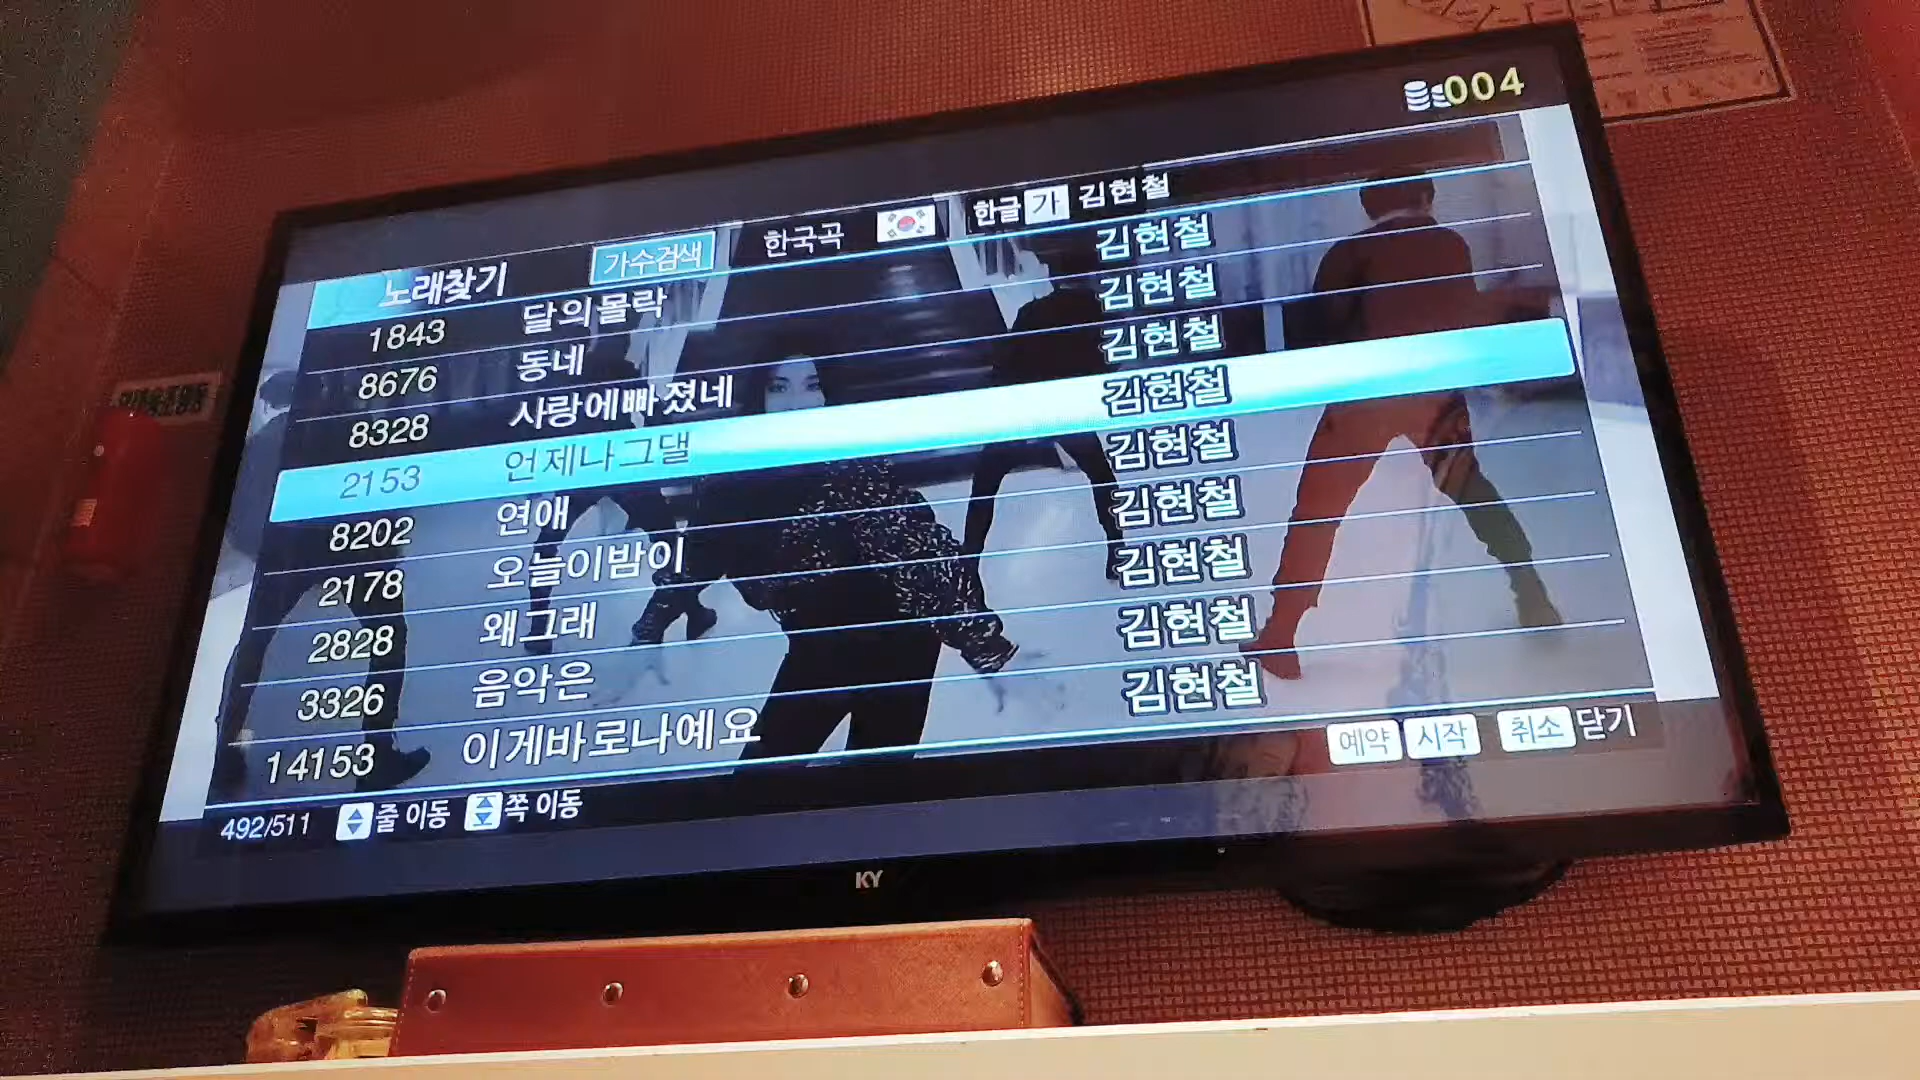 004
노래찾기 가수검색 한국곡 한글 가 김현철
1843 달의몰락 김현철
8676 동네 김현철
8328 사랑에빠졌네 김현철
2153 언제나그댈 김현철
8202 연애 김현철
2178 오늘이밤이 김현철
2828 왜그래 김현철
3326 음악은 김현철
14153 이게바로나예요 김현철
492/511 줄 이동 쪽 이동 예약 시작 취소 닫기
KY